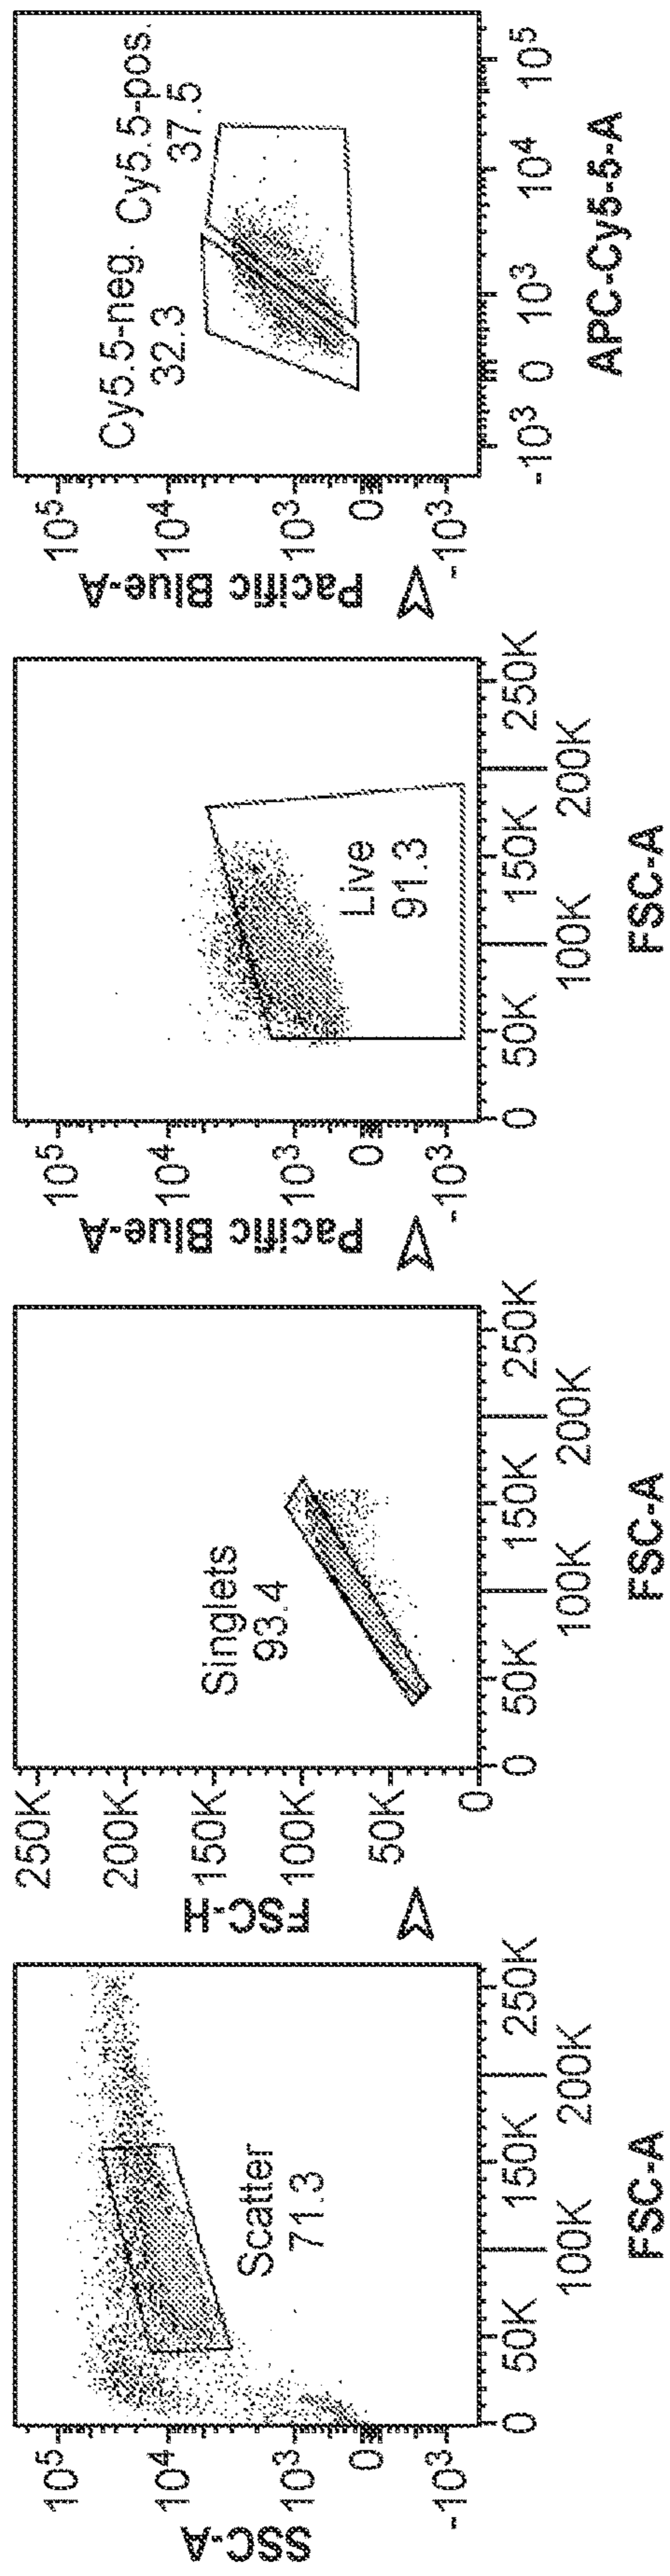 SSC-A
10⁵
10⁴
10³
0
-10³
Scatter
71.3
0 50K 100K 150K 200K 250K
FSC-A
FSC-H
250K
200K
150K
100K
50K
0
Singlets
93.4
0 50K 100K 150K 200K 250K
FSC-A
Pacific Blue-A
10⁵
10⁴
10³
0
-10³
Live
91.3
0 50K 100K 150K 200K 250K
FSC-A
Pacific Blue-A
10⁵
10⁴
10³
0
-10³
Cy5.5-neg. Cy5.5-pos.
32.3 37.5
-10³ 0 10³ 10⁴ 10⁵
APC-Cy5-5-A